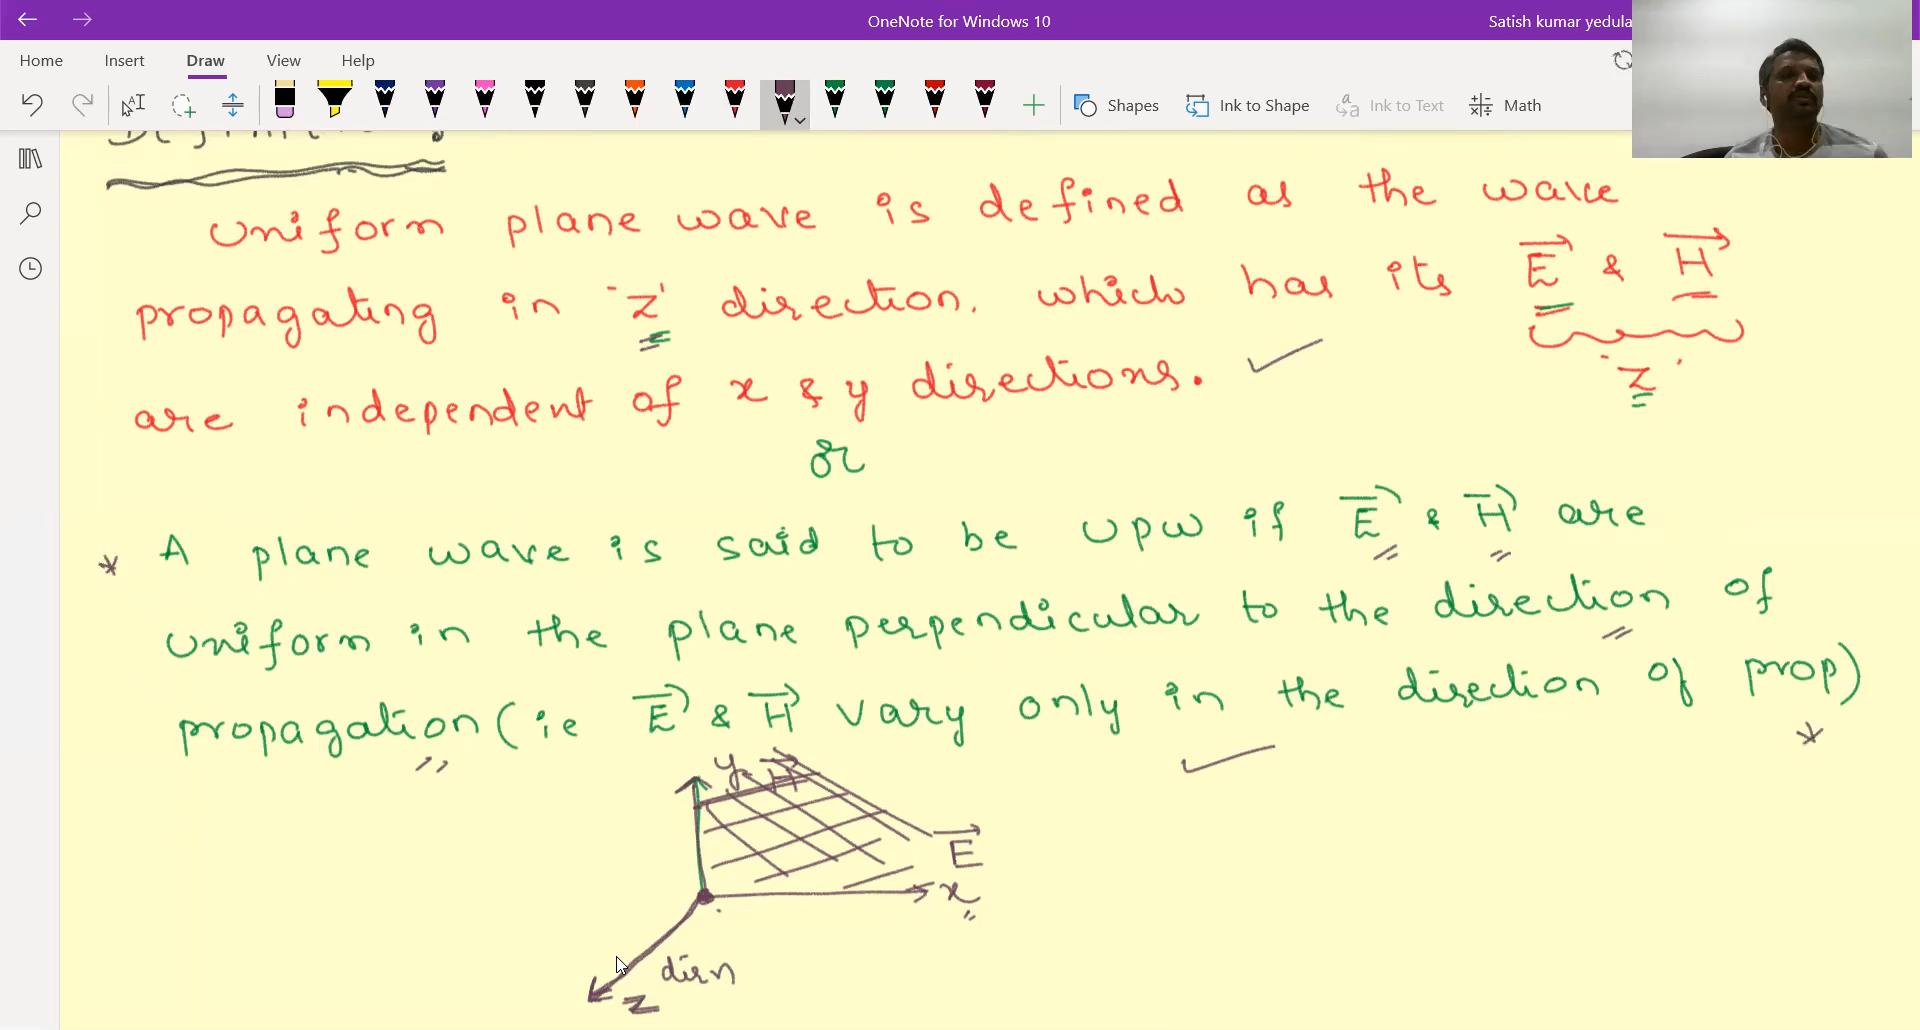 OneNote for Windows 10
Satish kumar yedula
Home Insert Draw View Help
Shapes Ink to Shape Ink to Text Math
Uniform plane wave is defined as the wave
propagating in 'z' direction. which has its E & H
'z'
are independent of x & y directions.
or
* A plane wave is said to be UPW if E & H are
uniform in the plane perpendicular to the direction of
propagation (ie E & H vary only in the direction of prop)
*
y H
E
x
dirn
z